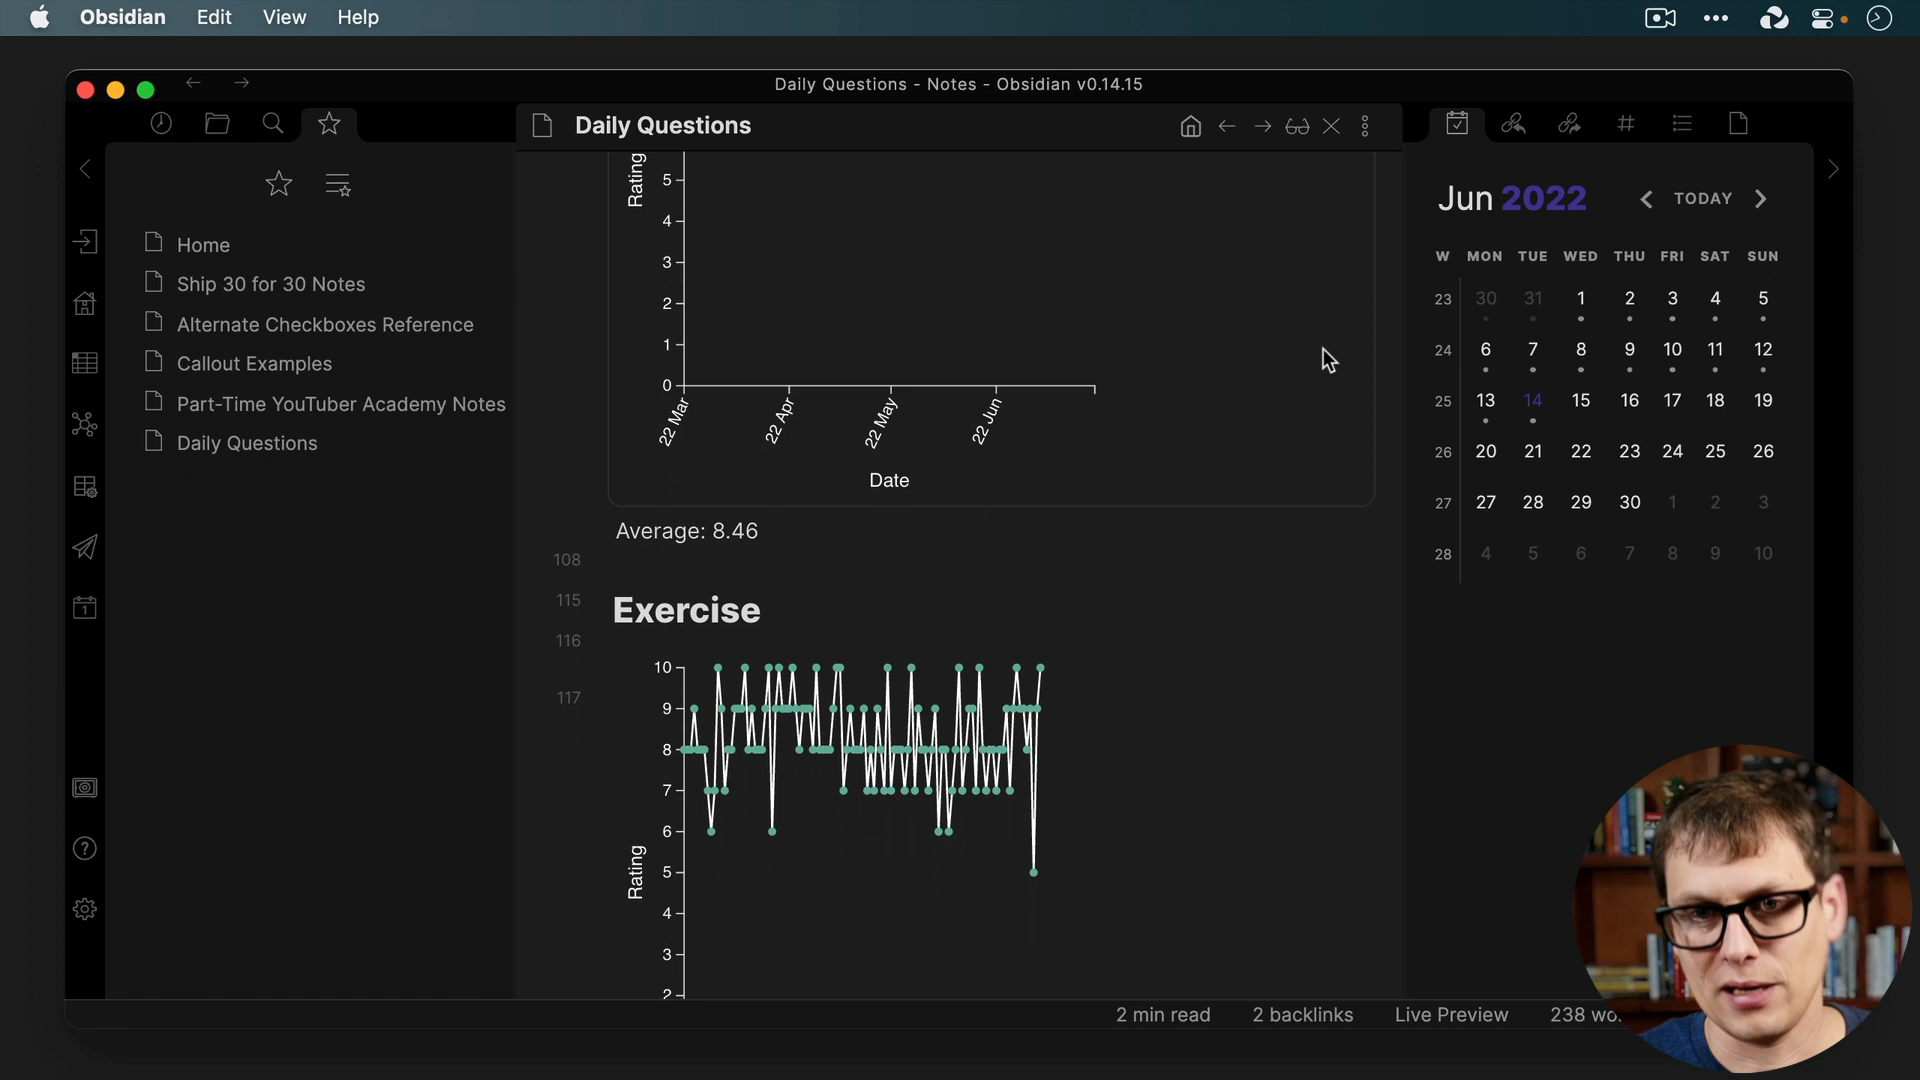 Obsidian Edit View Help
Daily Questions - Notes - Obsidian v0.14.15
Daily Questions
Home
Ship 30 for 30 Notes
Alternate Checkboxes Reference
Callout Examples
Part-Time YouTuber Academy Notes
Daily Questions
Rating
5
4
3
2
1
0
22 Mar
22 Apr
22 May
22 Jun
Date
Average: 8.46
108
115
Exercise
116
117
10
9
8
7
6
5
4
3
2
Rating
Jun 2022
TODAY
W MON TUE WED THU FRI SAT SUN
23 30 31 1 2 3 4 5
24 6 7 8 9 10 11 12
25 13 14 15 16 17 18 19
26 20 21 22 23 24 25 26
27 27 28 29 30 1 2 3
28 4 5 6 7 8 9 10
1
2 min read 2 backlinks Live Preview 238